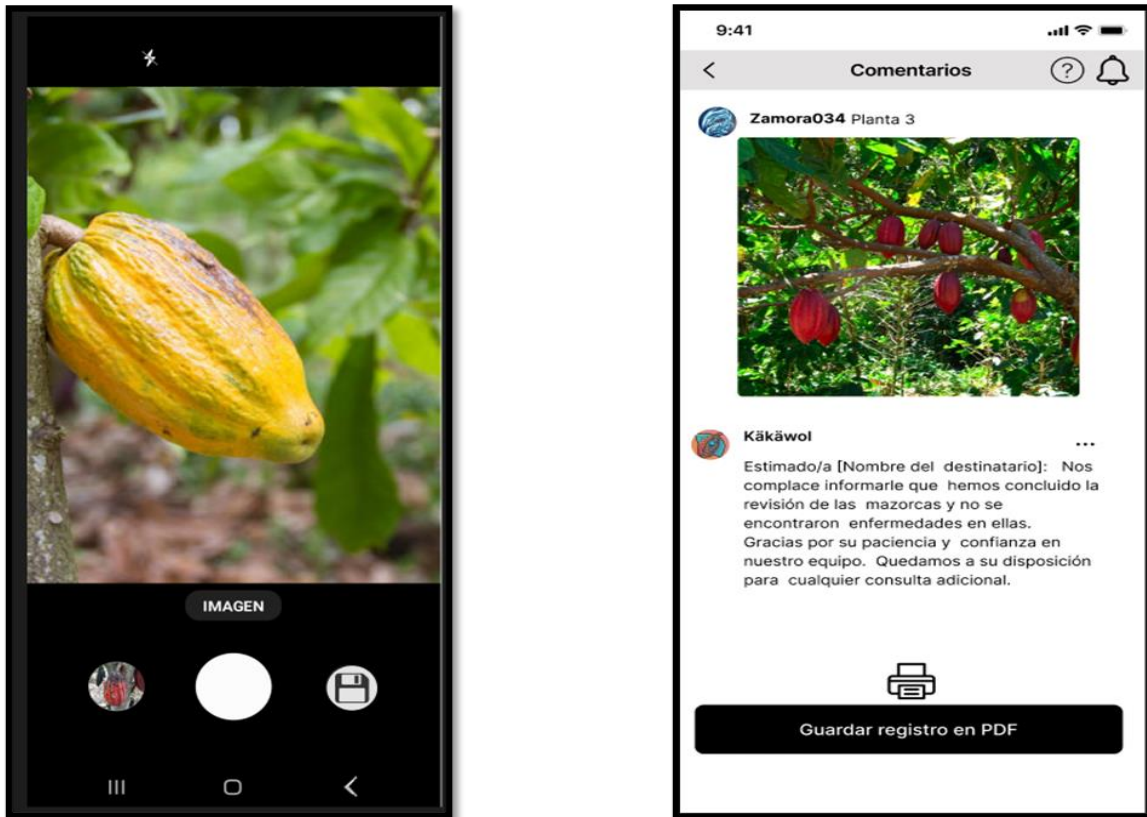 IMAGEN
9:41
Comentarios
Zamora034 Planta 3
Käkäwol
Estimado/a [Nombre del destinatario]: Nos
complace informarle que hemos concluido la
revisión de las mazorcas y no se
encontraron enfermedades en ellas.
Gracias por su paciencia y confianza en
nuestro equipo. Quedamos a su disposición
para cualquier consulta adicional.
Guardar registro en PDF